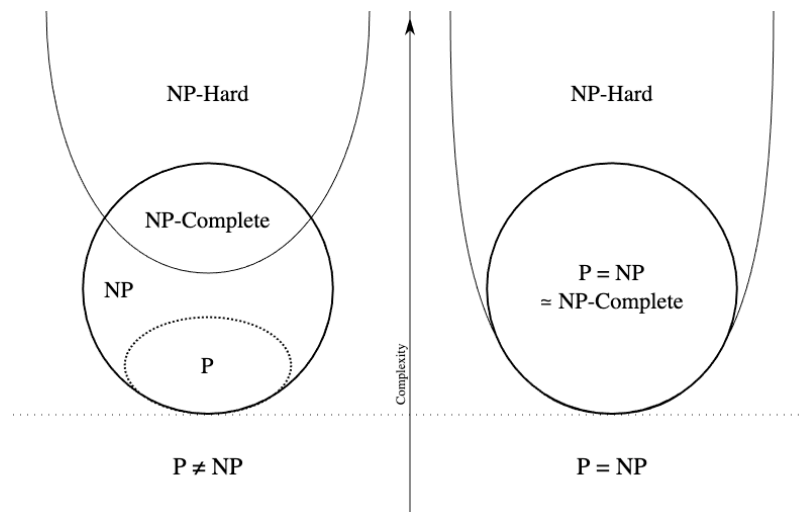 NP-Hard
NP-Complete
NP
P
P ≠ NP
Complexity
NP-Hard
P = NP
≃ NP-Complete
P = NP